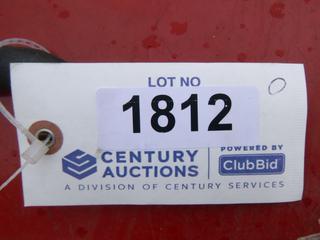 LOT NO
1812
CENTURY AUCTIONS
POWERED BY
ClubBid
A DIVISION OF CENTURY SERVICES